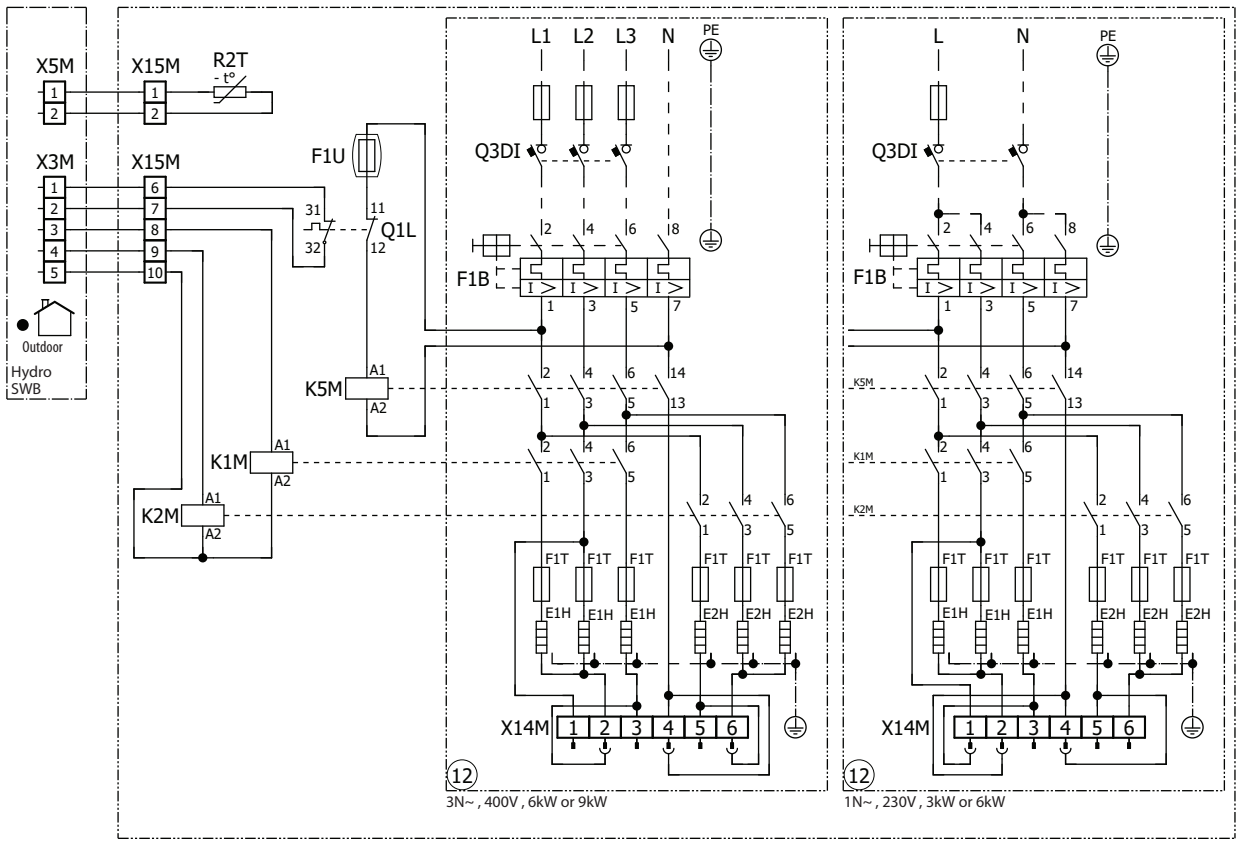 L1 L2 L3 N PE
L N PE
X5M X15M R2T
- t°
1 1
2 2
Q3DI
Q3DI
F1U
X3M X15M
1 6
2 7
3 8
4 9
5 10
31 11
Q1L
32 12
2 4 6 8
2 4 6 8
F1B
F1B
I > I > I > I >
I > I > I > I >
1 3 5 7
1 3 5 7
Outdoor
Hydro
SWB
K5M A1
A2
2 4 6 14
1 3 5 13
K5M
2 4 6 14
1 3 5 13
K1M A1
A2
2 4 6
1 3 5
K1M
2 4 6
1 3 5
K2M A1
A2
2 4 6
1 3 5
K2M
2 4 6
1 3 5
F1T F1T F1T F1T F1T F1T
F1T F1T F1T F1T F1T F1T
E1H E1H E1H E2H E2H E2H
E1H E1H E1H E2H E2H E2H
X14M 1 2 3 4 5 6
X14M 1 2 3 4 5 6
12
12
3N~ , 400V , 6kW or 9kW
1N~ , 230V, 3kW or 6kW